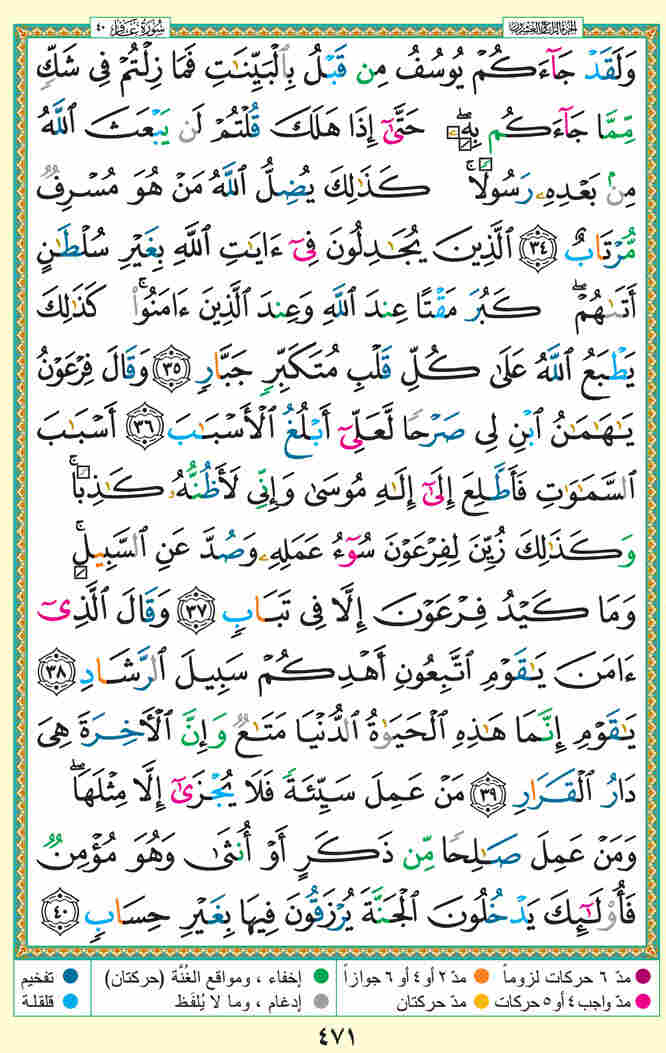 سُورَةُ غَافِرٍ ٤٠
الجزء الرابع والعشرون
وَلَقَدْ جَآءَكُمْ يُوسُفُ مِن قَبْلُ بِٱلْبَيِّنَٰتِ فَمَا زِلْتُمْ فِى شَكٍّ
مِّمَّا جَآءَكُم بِهِۦ ۖ حَتَّىٰٓ إِذَا هَلَكَ قُلْتُمْ لَن يَبْعَثَ ٱللَّهُ
مِنۢ بَعْدِهِۦ رَسُولًا ۚ كَذَٰلِكَ يُضِلُّ ٱللَّهُ مَنْ هُوَ مُسْرِفٌ
مُّرْتَابٌ ٣٤ ٱلَّذِينَ يُجَٰدِلُونَ فِىٓ ءَايَٰتِ ٱللَّهِ بِغَيْرِ سُلْطَٰنٍ
أَتَىٰهُمْ ۖ كَبُرَ مَقْتًا عِندَ ٱللَّهِ وَعِندَ ٱلَّذِينَ ءَامَنُوا۟ ۚ كَذَٰلِكَ
يَطْبَعُ ٱللَّهُ عَلَىٰ كُلِّ قَلْبِ مُتَكَبِّرٍ جَبَّارٍ ٣٥ وَقَالَ فِرْعَوْنُ
يَٰهَٰمَٰنُ ٱبْنِ لِى صَرْحًا لَّعَلِّىٓ أَبْلُغُ ٱلْأَسْبَٰبَ ٣٦ أَسْبَٰبَ
ٱلسَّمَٰوَٰتِ فَأَطَّلِعَ إِلَىٰٓ إِلَٰهِ مُوسَىٰ وَإِنِّى لَأَظُنُّهُۥ كَٰذِبًا ۚ
وَكَذَٰلِكَ زُيِّنَ لِفِرْعَوْنَ سُوٓءُ عَمَلِهِۦ وَصُدَّ عَنِ ٱلسَّبِيلِ ۚ
وَمَا كَيْدُ فِرْعَوْنَ إِلَّا فِى تَبَابٍ ٣٧ وَقَالَ ٱلَّذِىٓ
ءَامَنَ يَٰقَوْمِ ٱتَّبِعُونِ أَهْدِكُمْ سَبِيلَ ٱلرَّشَادِ ٣٨
يَٰقَوْمِ إِنَّمَا هَٰذِهِ ٱلْحَيَوٰةُ ٱلدُّنْيَا مَتَٰعٌ وَإِنَّ ٱلْـَٔاخِرَةَ هِىَ
دَارُ ٱلْقَرَارِ ٣٩ مَنْ عَمِلَ سَيِّئَةً فَلَا يُجْزَىٰٓ إِلَّا مِثْلَهَا ۖ
وَمَنْ عَمِلَ صَٰلِحًا مِّن ذَكَرٍ أَوْ أُنثَىٰ وَهُوَ مُؤْمِنٌ
فَأُو۟لَٰٓئِكَ يَدْخُلُونَ ٱلْجَنَّةَ يُرْزَقُونَ فِيهَا بِغَيْرِ حِسَابٍ ٤٠
مدّ ٦ حركات لزوماً مدّ ٢ أو ٤ أو ٦ جوازاً إخفاء ، ومواقع الغُنَّة (حركتان) تفخيم
مدّ واجب ٤ أو ٥ حركات مدّ حركتان إدغام ، وما لا يُلفَظ قلقلة
٤٧١